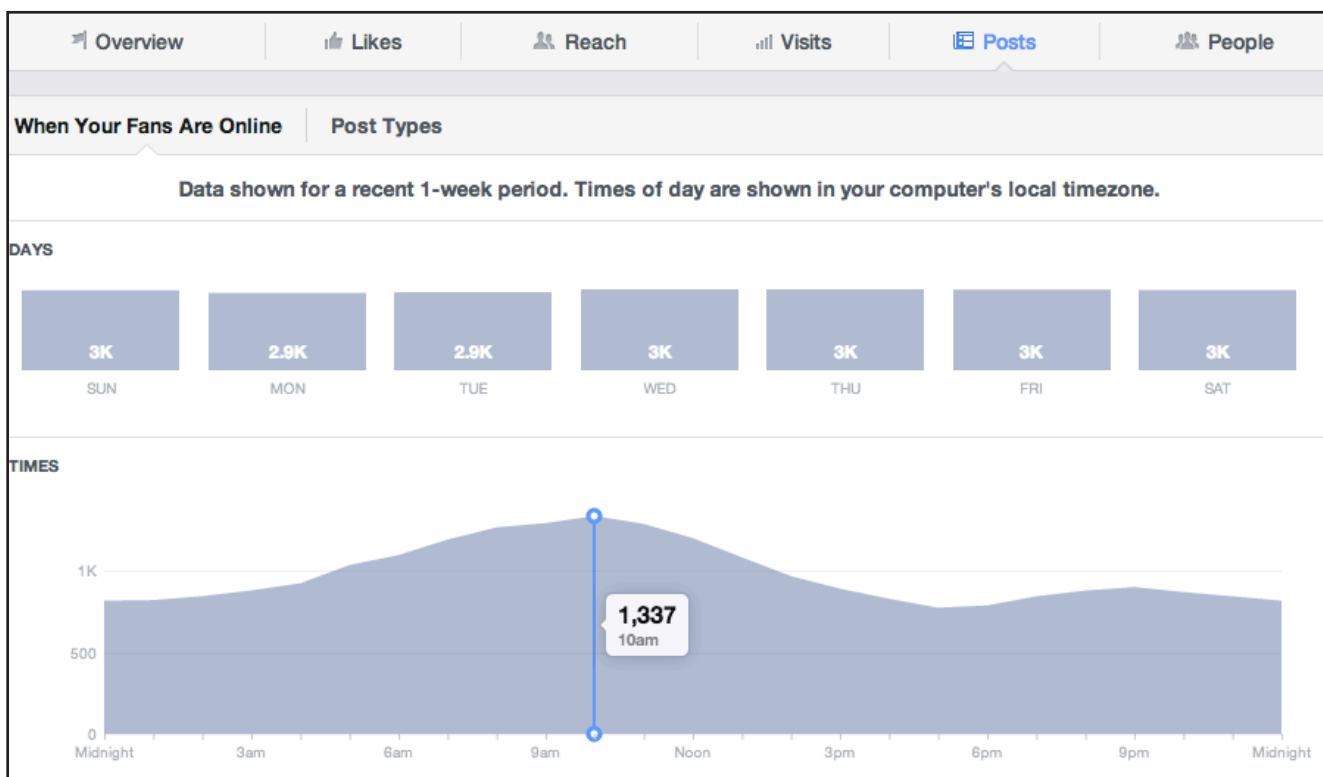 Overview Likes Reach Visits Posts People
When Your Fans Are Online Post Types
Data shown for a recent 1-week period. Times of day are shown in your computer's local timezone.
DAYS
3K 2.9K 2.9K 3K 3K 3K 3K
SUN MON TUE WED THU FRI SAT
TIMES
1K
1,337
10am
500
0
Midnight 3am 6am 9am Noon 3pm 6pm 9pm Midnight